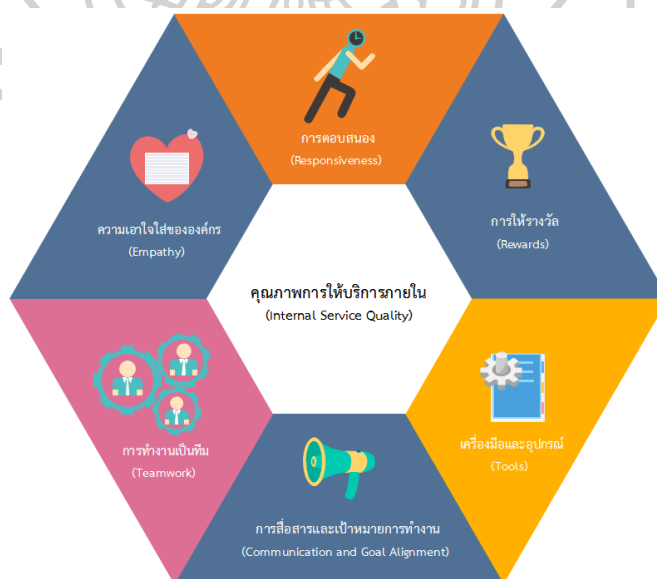 การตอบสนอง
(Responsiveness)
การให้รางวัล
(Rewards)
ความเอาใจใส่ขององค์กร
(Empathy)
คุณภาพการให้บริการภายใน
(Internal Service Quality)
เครื่องมือและอุปกรณ์
(Tools)
การทำงานเป็นทีม
(Teamwork)
การสื่อสารและเป้าหมายการทำงาน
(Communication and Goal Alignment)